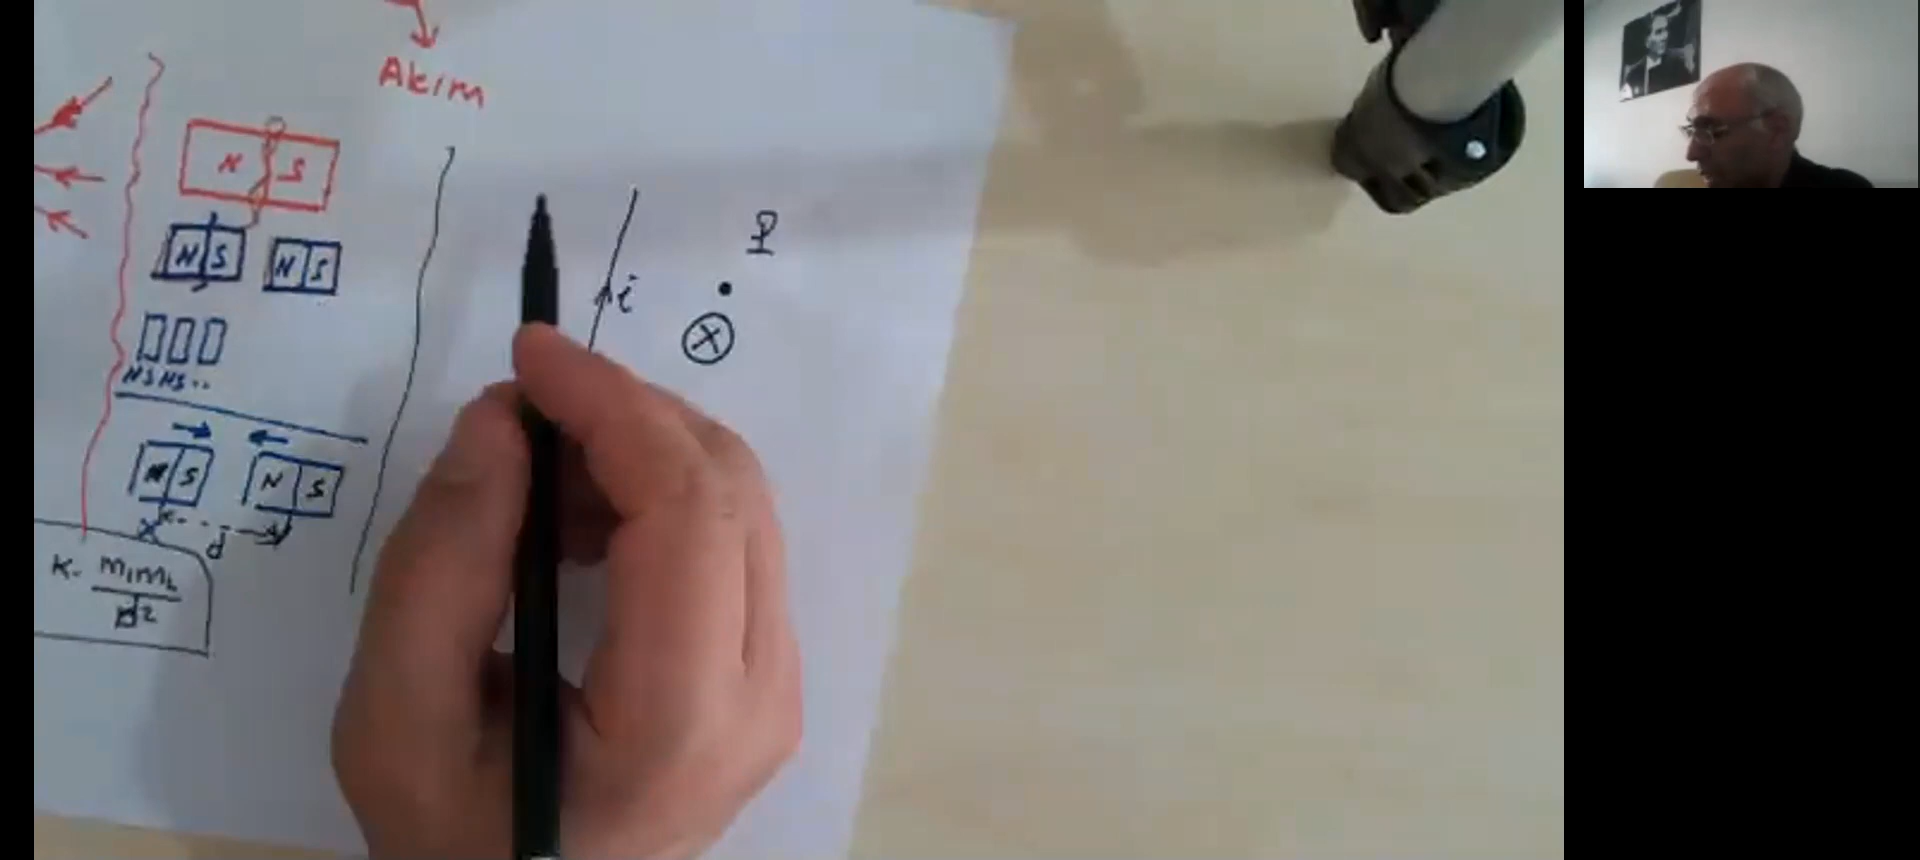 Akım
N S
N S N S
NSNS..
N S N S
d
K. m1m2
d2
P
i
X